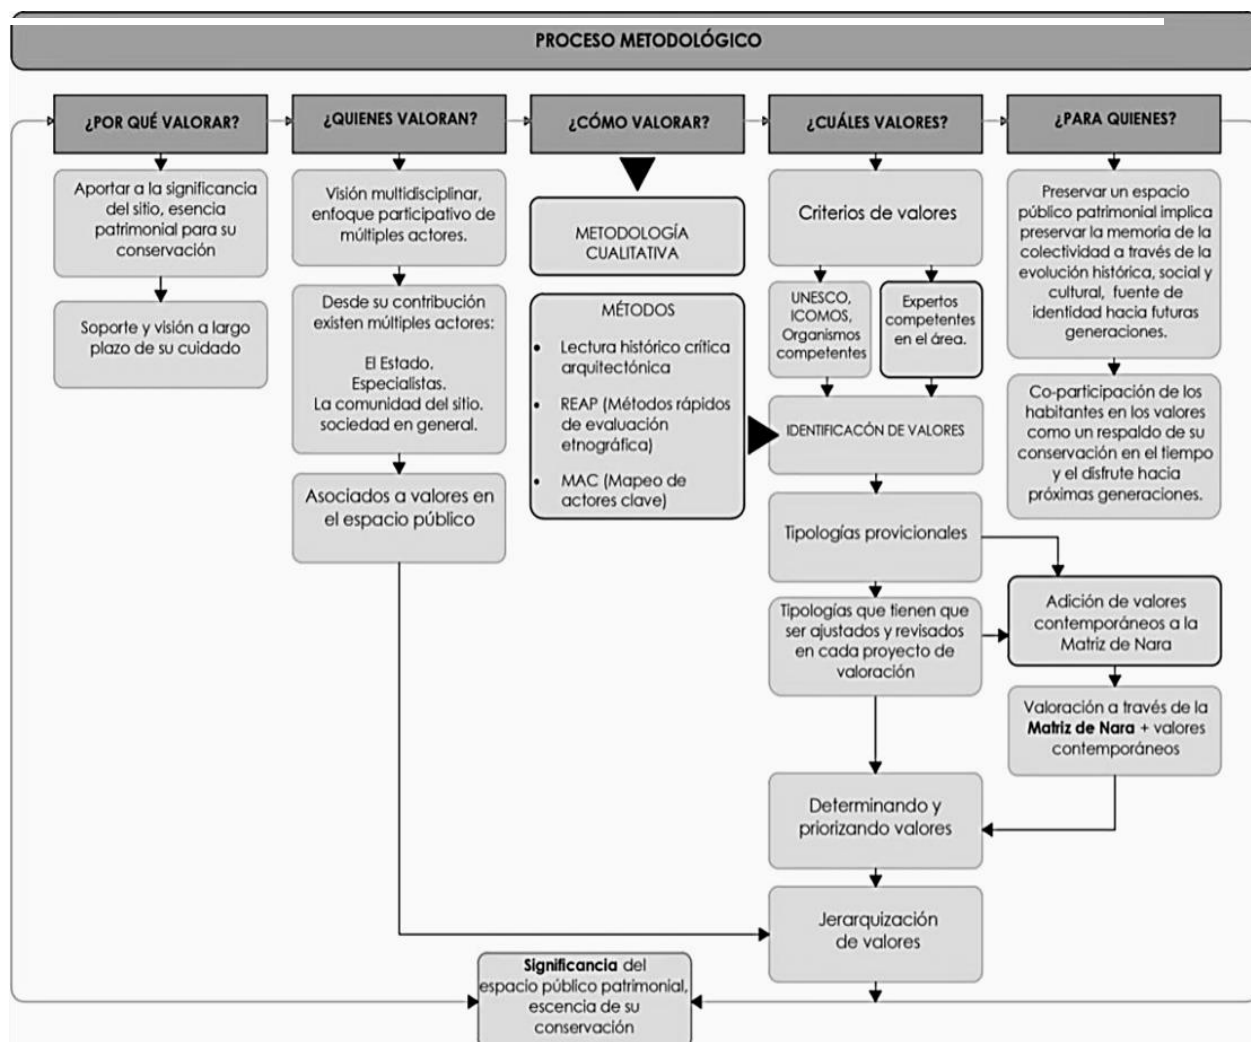 PROCESO METODOLÓGICO
¿POR QUÉ VALORAR?
Aportar a la significancia
del sitio, esencia
patrimonial para su
conservación
Soporte y visión a largo
plazo de su cuidado
¿QUIENES VALORAN?
Visión multidisciplinar,
enfoque participativo de
múltiples actores.
Desde su contribución
existen múltiples actores:
El Estado.
Especialistas.
La comunidad del sitio.
sociedad en general.
Asociados a valores en
el espacio público
¿CÓMO VALORAR?
METODOLOGÍA
CUALITATIVA
MÉTODOS
• Lectura histórico crítica
arquitectónica
• REAP (Métodos rápidos
de evaluación
etnográfica)
• MAC (Mapeo de
actores clave)
¿CUÁLES VALORES?
Criterios de valores
UNESCO,
ICOMOS,
Organismos
competentes
Expertos
competentes
en el área.
IDENTIFICACÓN DE VALORES
Tipologías provicionales
Tipologías que tienen que
ser ajustados y revisados
en cada proyecto de
valoración
Determinando y
priorizando valores
Jerarquización
de valores
¿PARA QUIENES?
Preservar un espacio
público patrimonial implica
preservar la memoria de la
colectividad a través de la
evolución histórica, social y
cultural, fuente de
identidad hacia futuras
generaciones.
Co-participación de los
habitantes en los valores
como un respaldo de su
conservación en el tiempo
y el disfrute hacia
próximas generaciones.
Adición de valores
contemporáneos a la
Matriz de Nara
Valoración a través de la
Matriz de Nara + valores
contemporáneos
Significancia del
espacio público patrimonial,
escencia de su
conservación